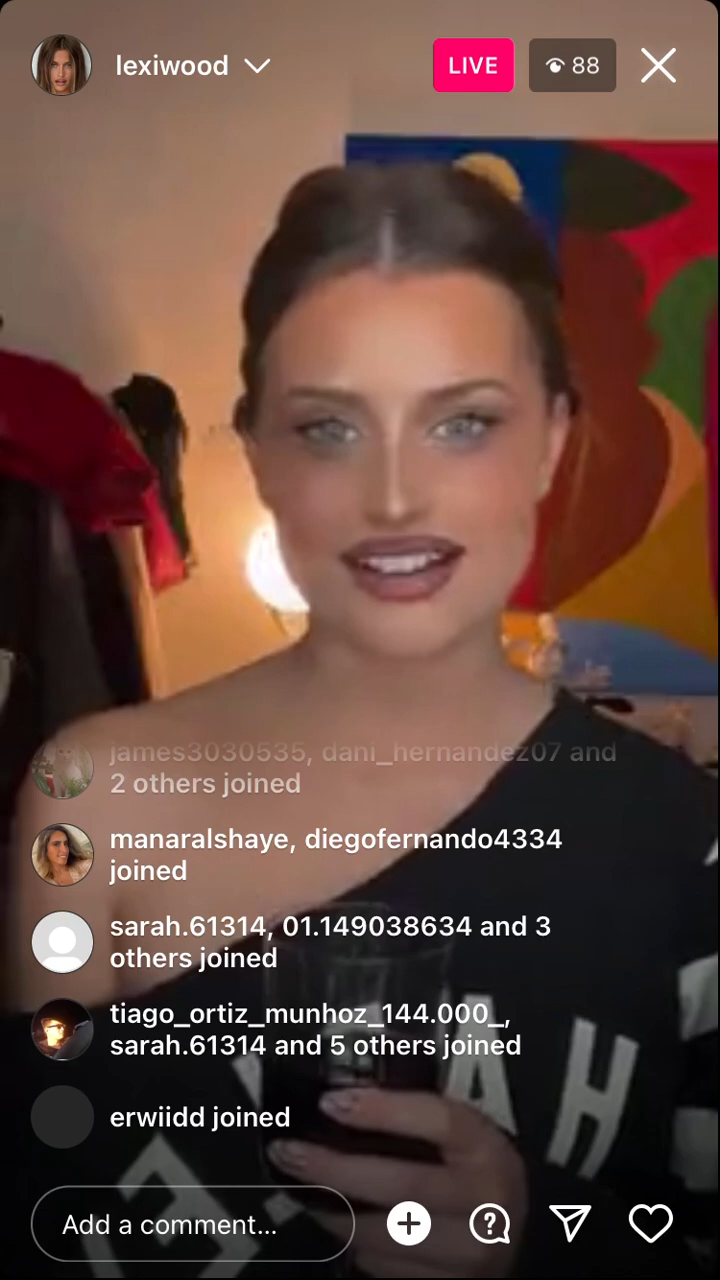 lexiwood
LIVE
88
james3030535, dani_hernandez07 and
2 others joined
manaralshaye, diegofernando4334
joined
sarah.61314, 01.149038634 and 3
others joined
tiago_ortiz_munhoz_144.000_,
sarah.61314 and 5 others joined
erwiidd joined
AH
Add a comment...